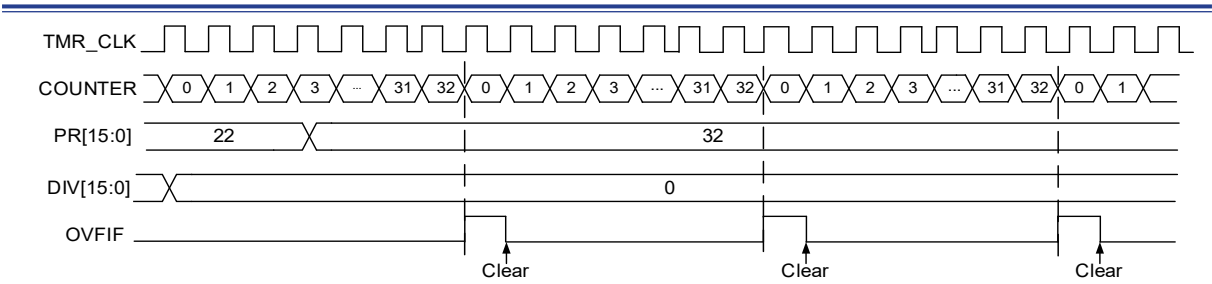 TMR_CLK
COUNTER 0 1 2 3 ... 31 32 0 1 2 3 ... 31 32 0 1 2 3 ... 31 32 0 1
PR[15:0] 22 32
DIV[15:0] 0
OVFIF
Clear Clear Clear